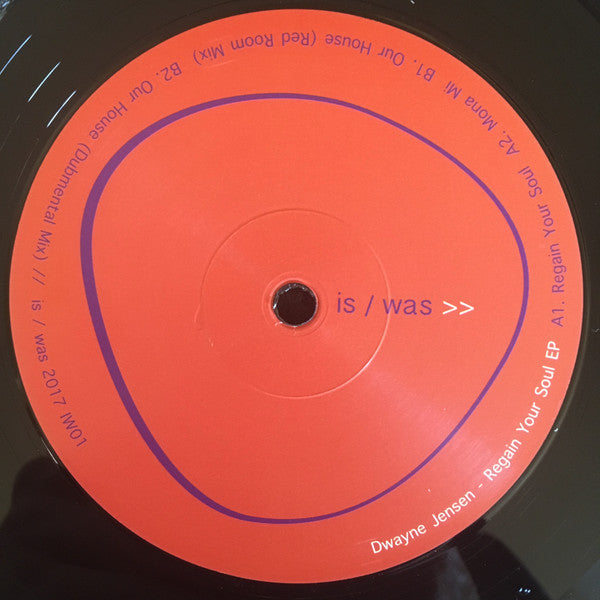 is / was >>
Dwayne Jensen - Regain Your Soul EP A1. Regain Your Soul A2. Mona Mi B1. Our House (Red Room Mix) B2. Our House (Dubmental Mix) // is / was 2017 IW01